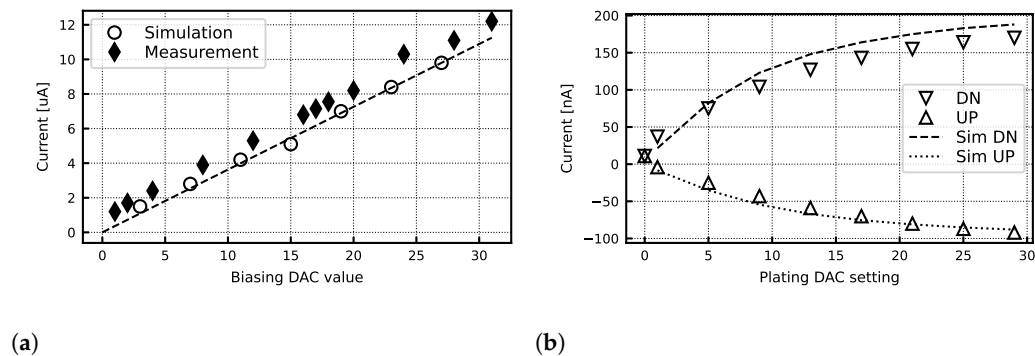 12
10
8
6
4
2
0
Current [uA]
Simulation
Measurement
0 5 10 15 20 25 30
Biasing DAC value
(a)
200
150
100
50
0
−50
−100
Current [nA]
DN
UP
Sim DN
Sim UP
0 5 10 15 20 25 30
Plating DAC setting
(b)